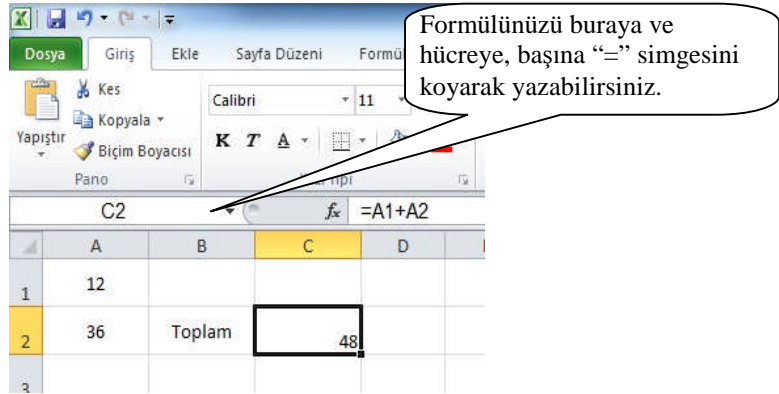 Formülünüzü buraya ve
hücreye, başına “=” simgesini
koyarak yazabilirsiniz.
Dosya Giriş Ekle Sayfa Düzeni
Kes
Kopyala
Biçim Boyacısı
Yapıştır
Calibri 11
K T A
Pano
C2 fx =A1+A2
A B C D
1 12
2 36 Toplam 48
3